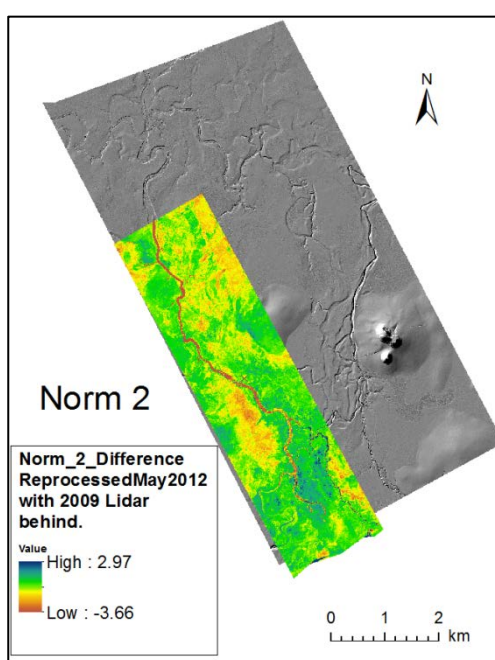 N
Norm 2
Norm_2_Difference
ReprocessedMay2012
with 2009 Lidar
behind.
Value
High : 2.97
Low : -3.66
0 1 2
km